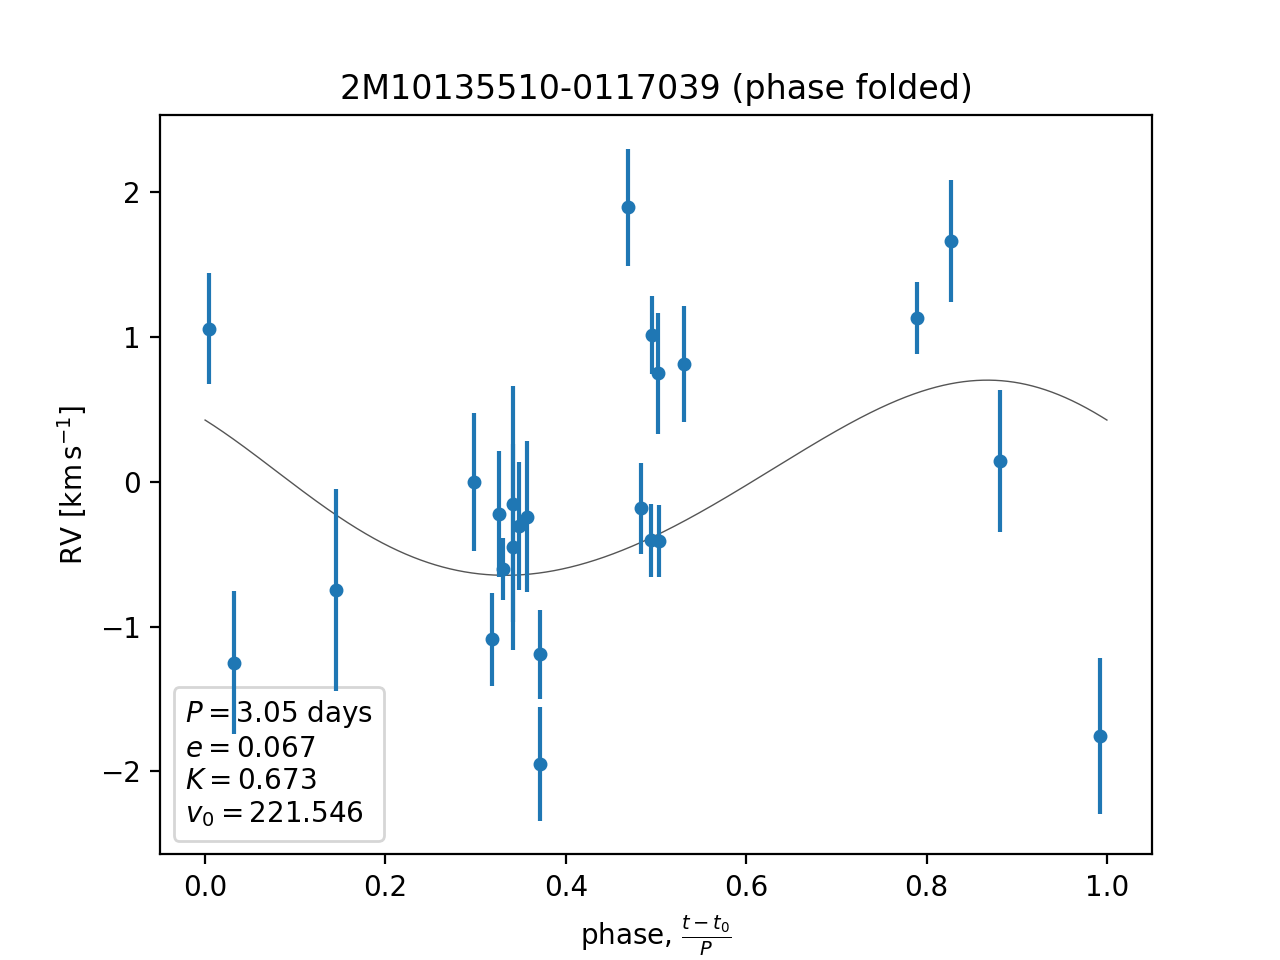 2M10135510-0117039 (phase folded)
RV [km s⁻¹]
2
1
0
−1
−2
P = 3.05 days
e = 0.067
K = 0.673
v₀ = 221.546
0.0 0.2 0.4 0.6 0.8 1.0
phase, (t − t₀)/P